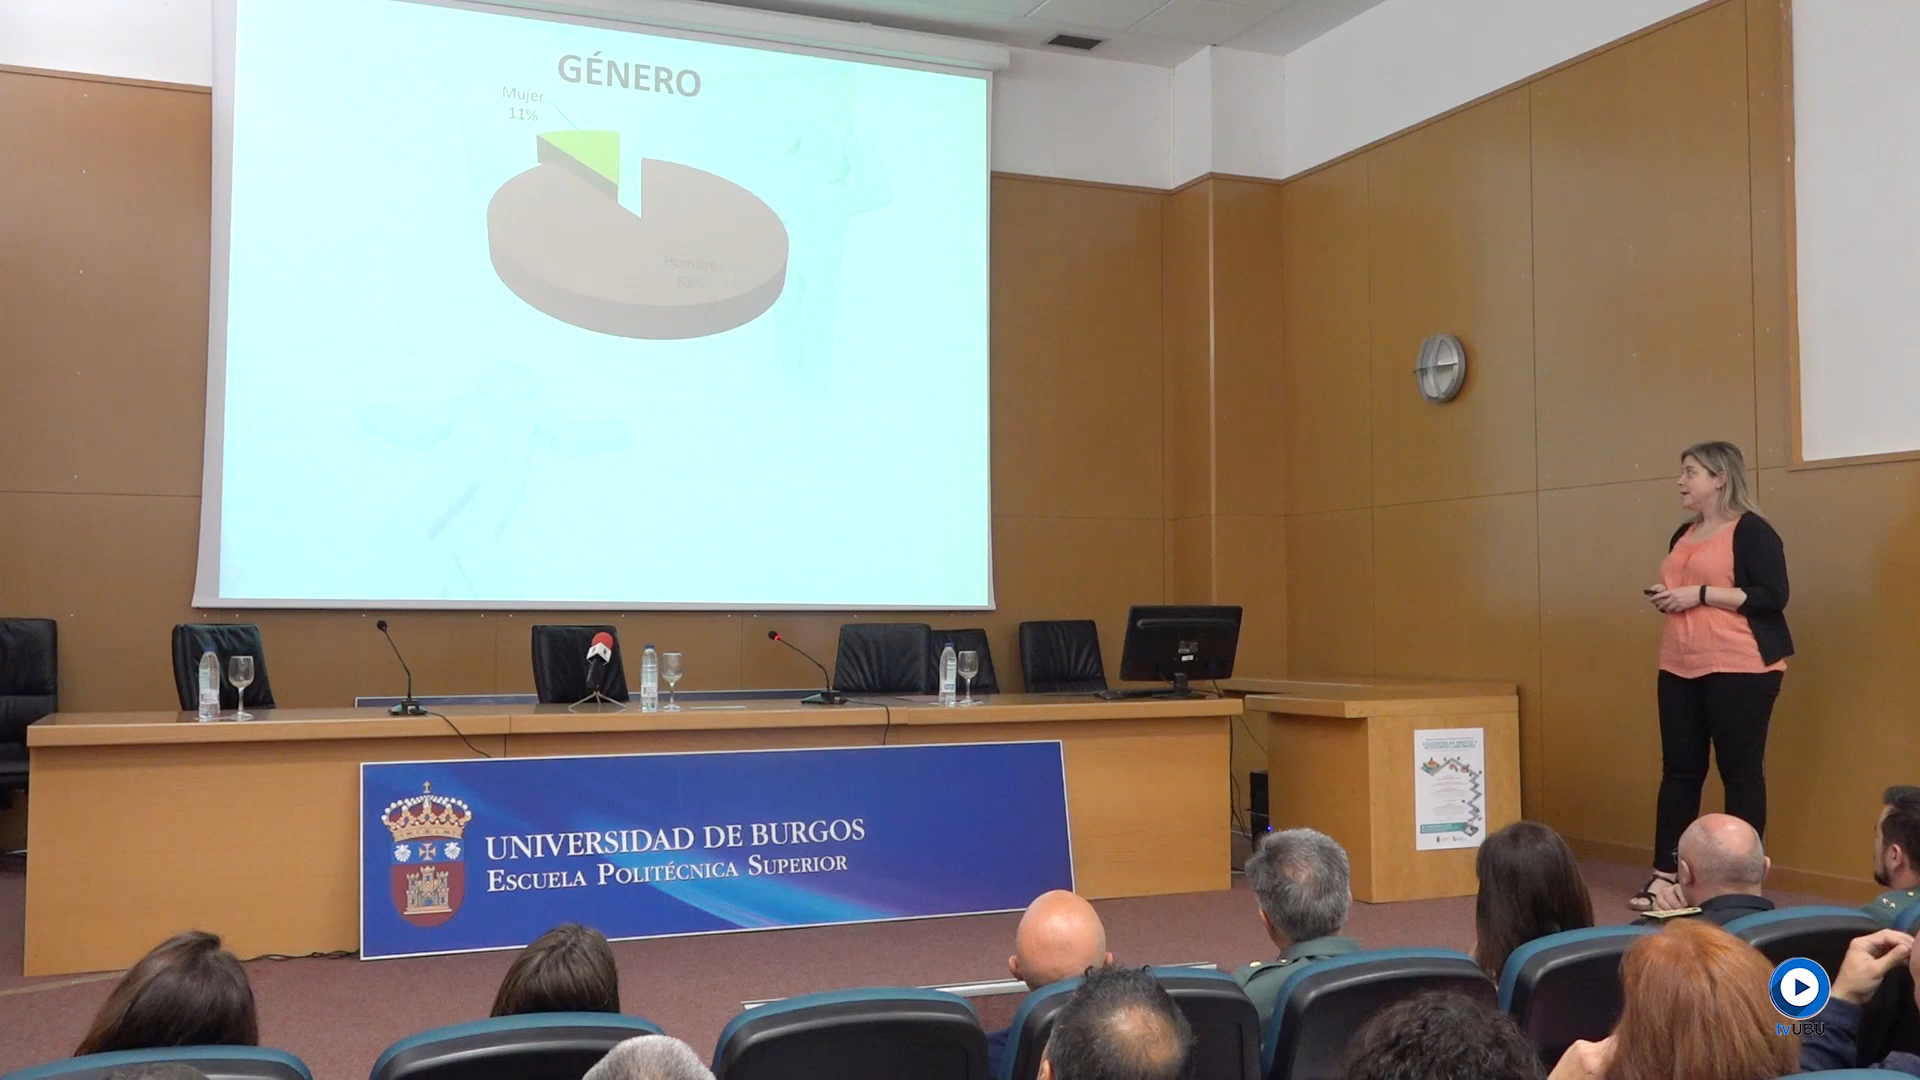 GÉNERO
Mujer
11%
Hombre
UNIVERSIDAD DE BURGOS
ESCUELA POLITÉCNICA SUPERIOR
tvUBU